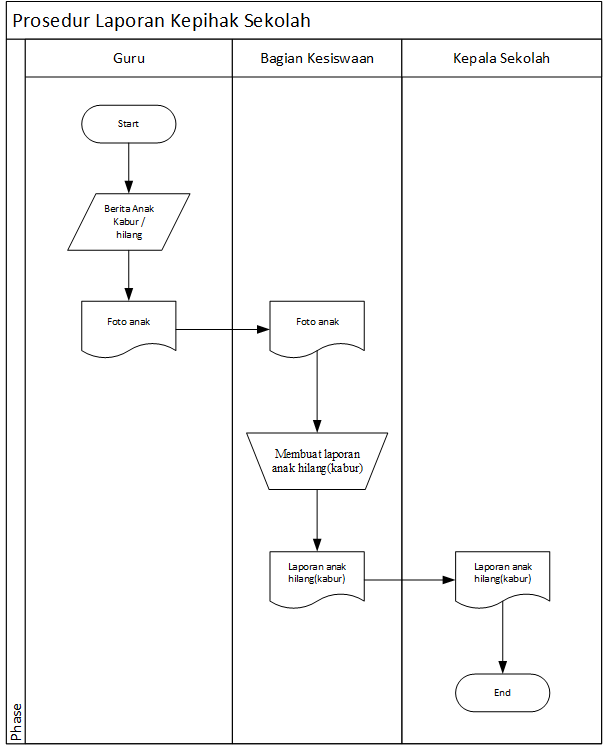 Prosedur Laporan Kepihak Sekolah
Guru
Bagian Kesiswaan
Kepala Sekolah
Start
Berita Anak
Kabur /
hilang
Foto anak
Foto anak
Membuat laporan
anak hilang(kabur)
Laporan anak
hilang(kabur)
Laporan anak
hilang(kabur)
End
Phase